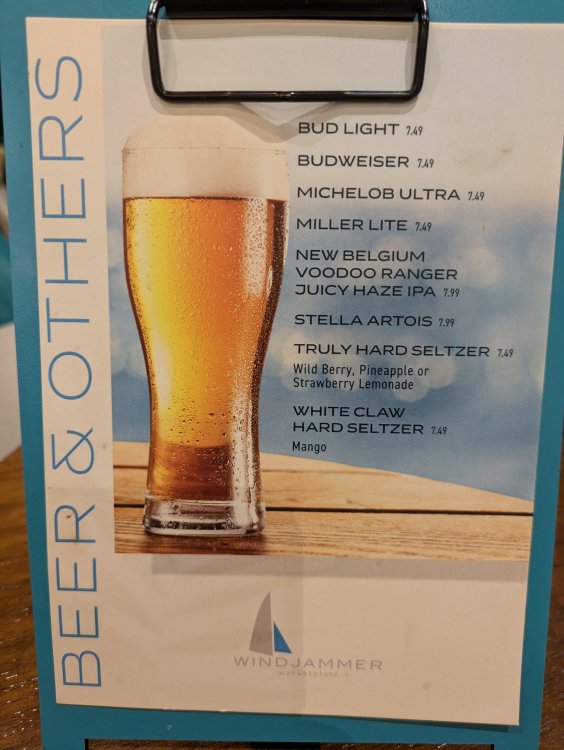 BEER & OTHERS
BUD LIGHT 7.49
BUDWEISER 7.49
MICHELOB ULTRA 7.49
MILLER LITE 7.49
NEW BELGIUM
VOODOO RANGER
JUICY HAZE IPA 7.99
STELLA ARTOIS 7.99
TRULY HARD SELTZER 7.49
Wild Berry, Pineapple or
Strawberry Lemonade
WHITE CLAW
HARD SELTZER 7.49
Mango
WINDJAMMER
marketplace